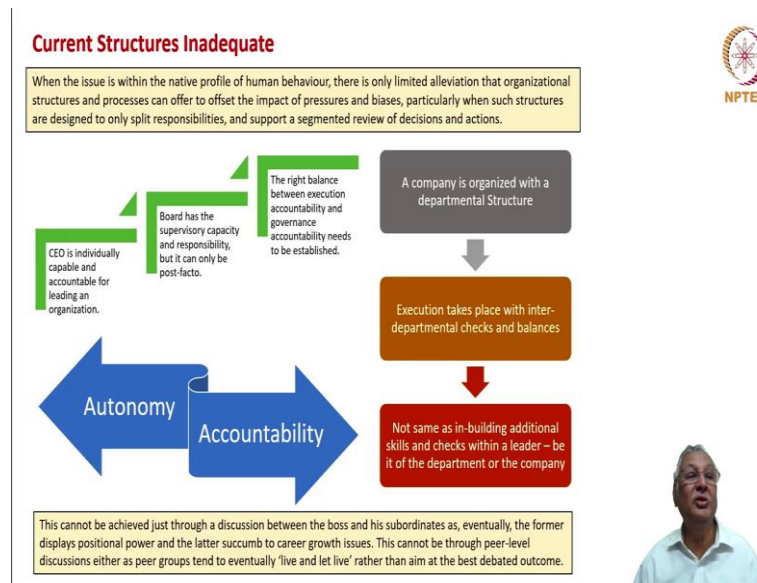 Current Structures Inadequate
When the issue is within the native profile of human behaviour, there is only limited alleviation that organizational
structures and processes can offer to offset the impact of pressures and biases, particularly when such structures
are designed to only split responsibilities, and support a segmented review of decisions and actions.
NPTE
CEO is individually
capable and
accountable for
leading an
organization.
Board has the
supervisory capacity
and responsibility,
but it can only be
post-facto.
The right balance
between execution
accountability and
governance
accountability needs
to be established.
A company is organized with a
departmental Structure
Execution takes place with inter-
departmental checks and balances
Not same as in-building additional
skills and checks within a leader – be
it of the department or the company
Autonomy
Accountability
This cannot be achieved just through a discussion between the boss and his subordinates as, eventually, the former
displays positional power and the latter succumb to career growth issues. This cannot be through peer-level
discussions either as peer groups tend to eventually ‘live and let live’ rather than aim at the best debated outcome.